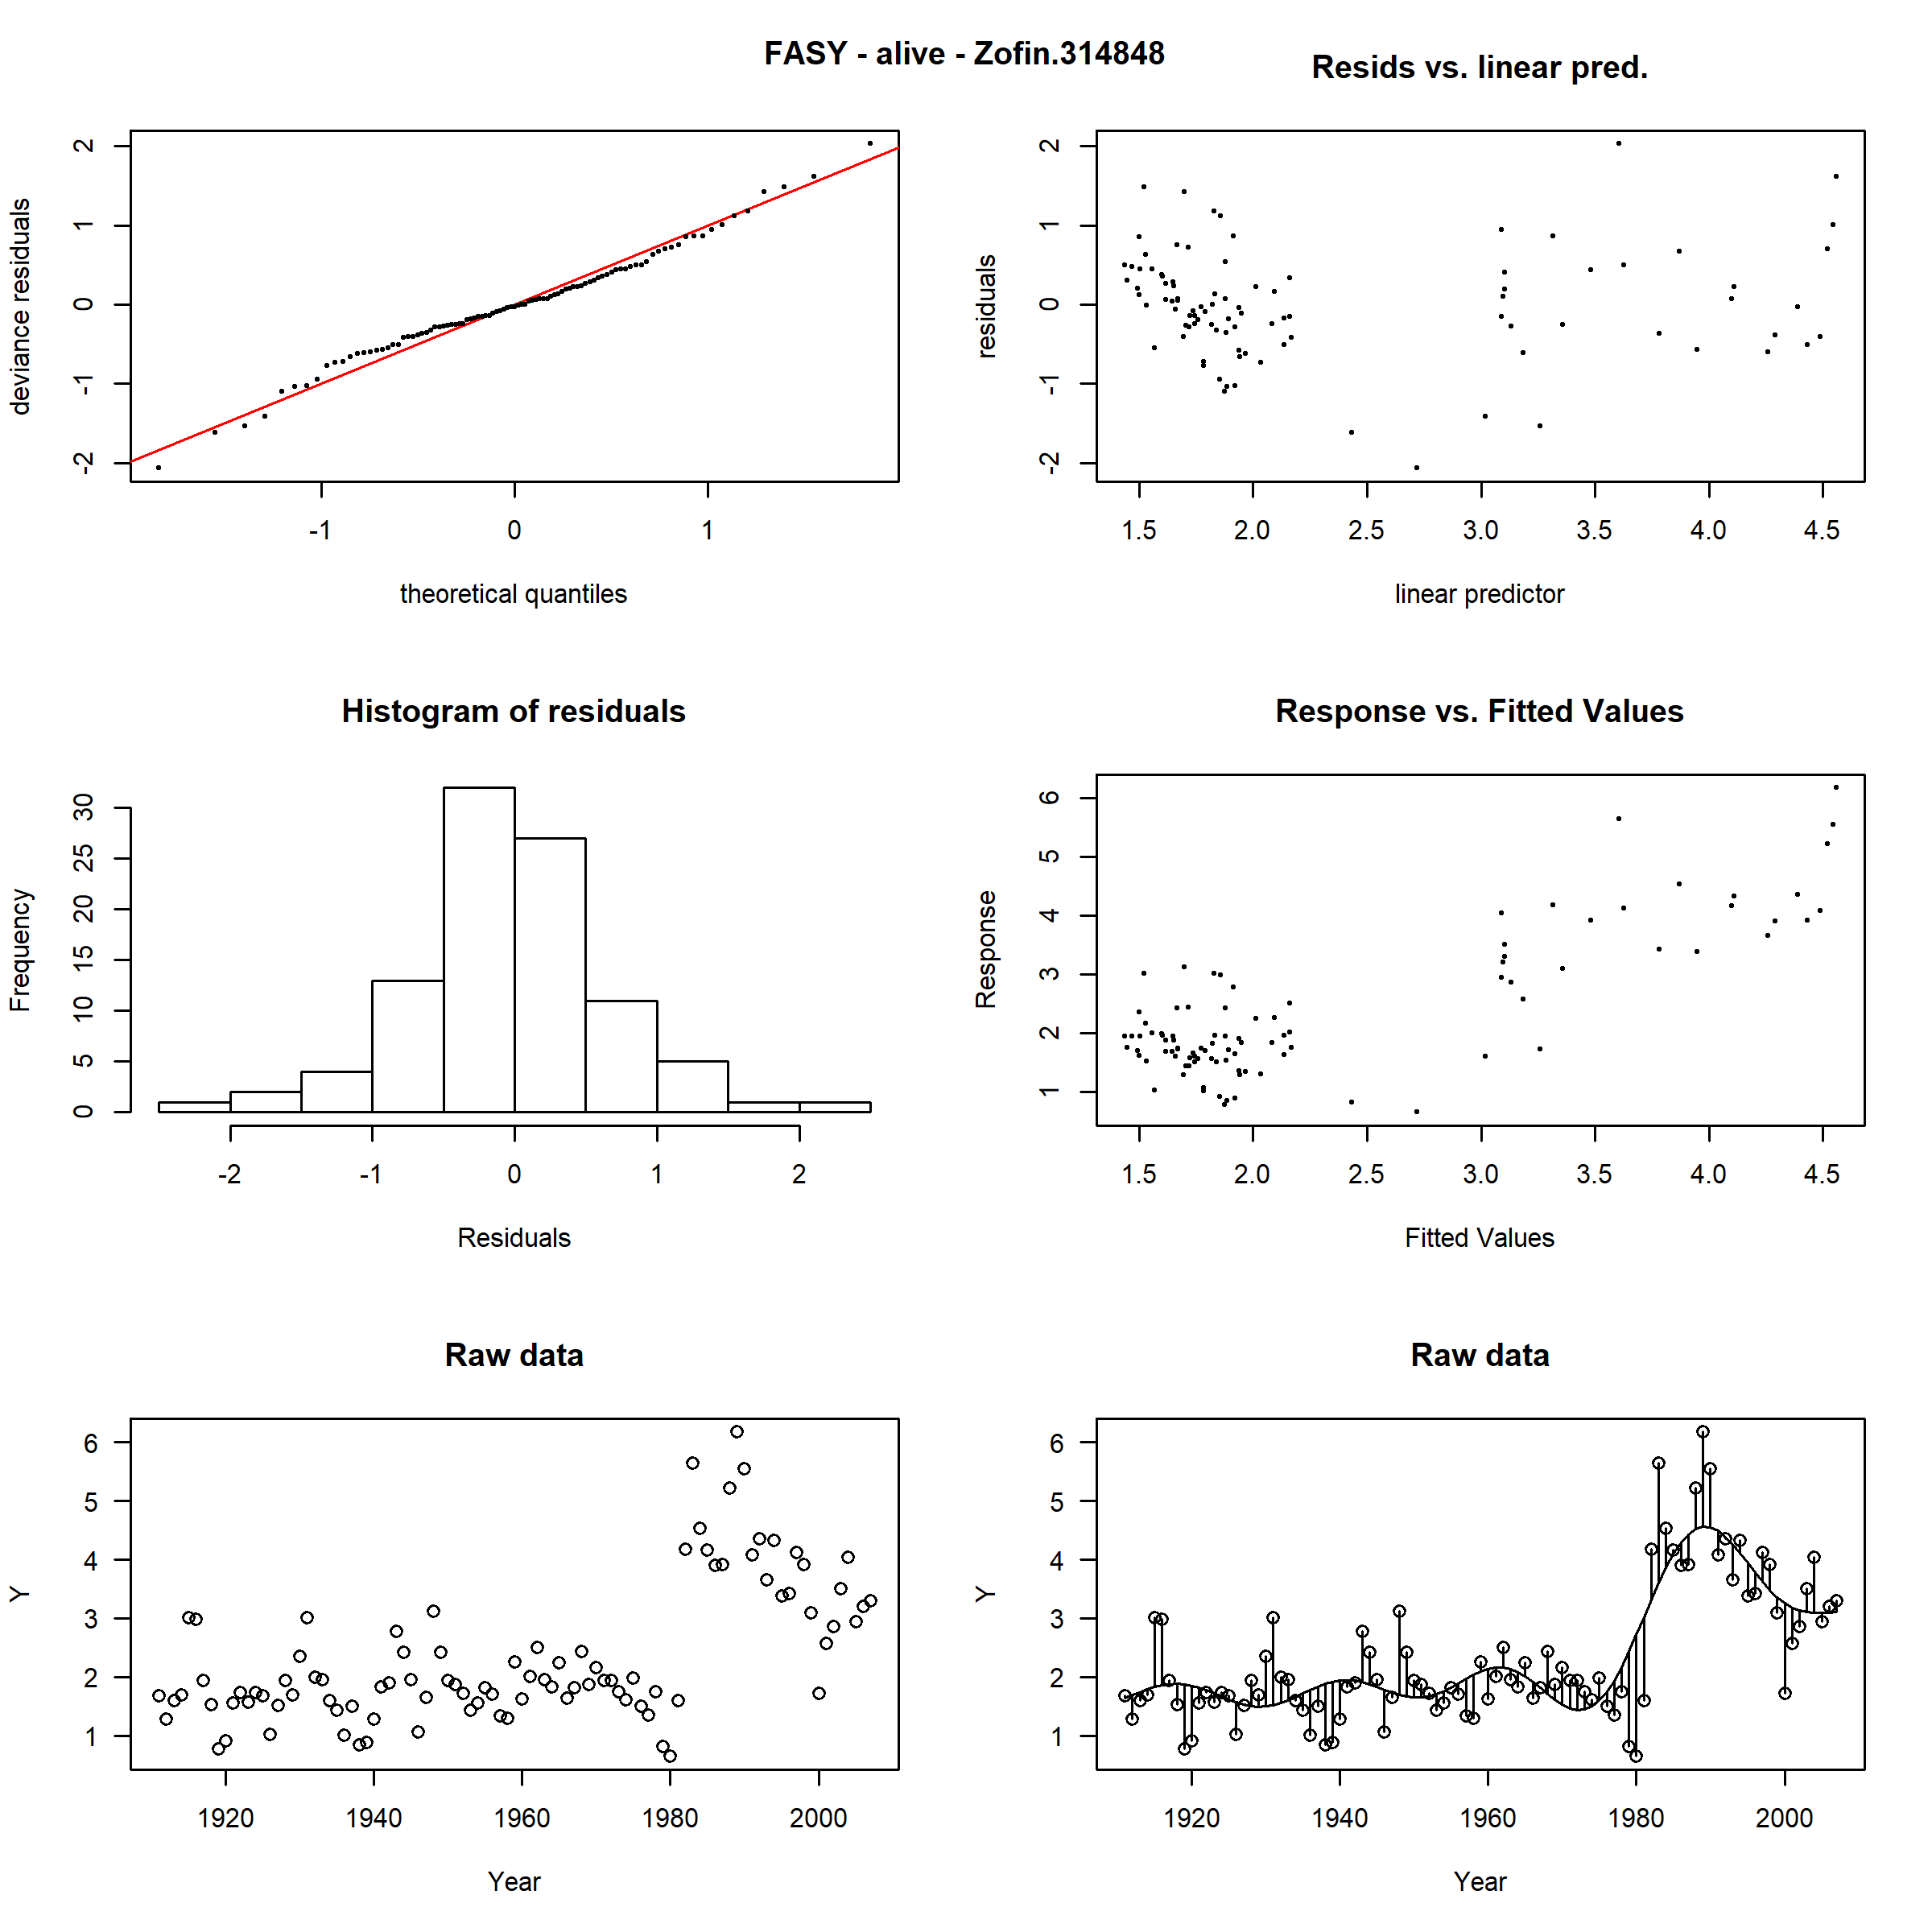 FASY - alive - Zofin.314848
Resids vs. linear pred.
deviance residuals
2
1
0
-1
-2
-1 0 1
theoretical quantiles
residuals
2
1
0
-1
-2
1.5 2.0 2.5 3.0 3.5 4.0 4.5
linear predictor
Histogram of residuals
Frequency
30
25
20
15
10
5
0
-2 -1 0 1 2
Residuals
Response vs. Fitted Values
Response
6
5
4
3
2
1
1.5 2.0 2.5 3.0 3.5 4.0 4.5
Fitted Values
Raw data
Y
6
5
4
3
2
1
1920 1940 1960 1980 2000
Year
Raw data
Y
6
5
4
3
2
1
1920 1940 1960 1980 2000
Year